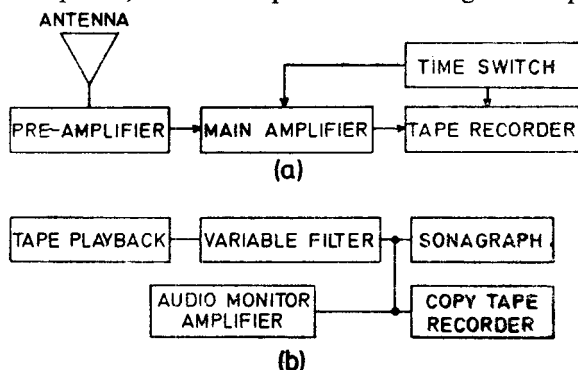 ANTENNA
TIME SWITCH
PRE-AMPLIFIER
MAIN AMPLIFIER
TAPE RECORDER
(a)
TAPE PLAYBACK
VARIABLE FILTER
SONAGRAPH
AUDIO MONITOR
AMPLIFIER
COPY TAPE
RECORDER
(b)